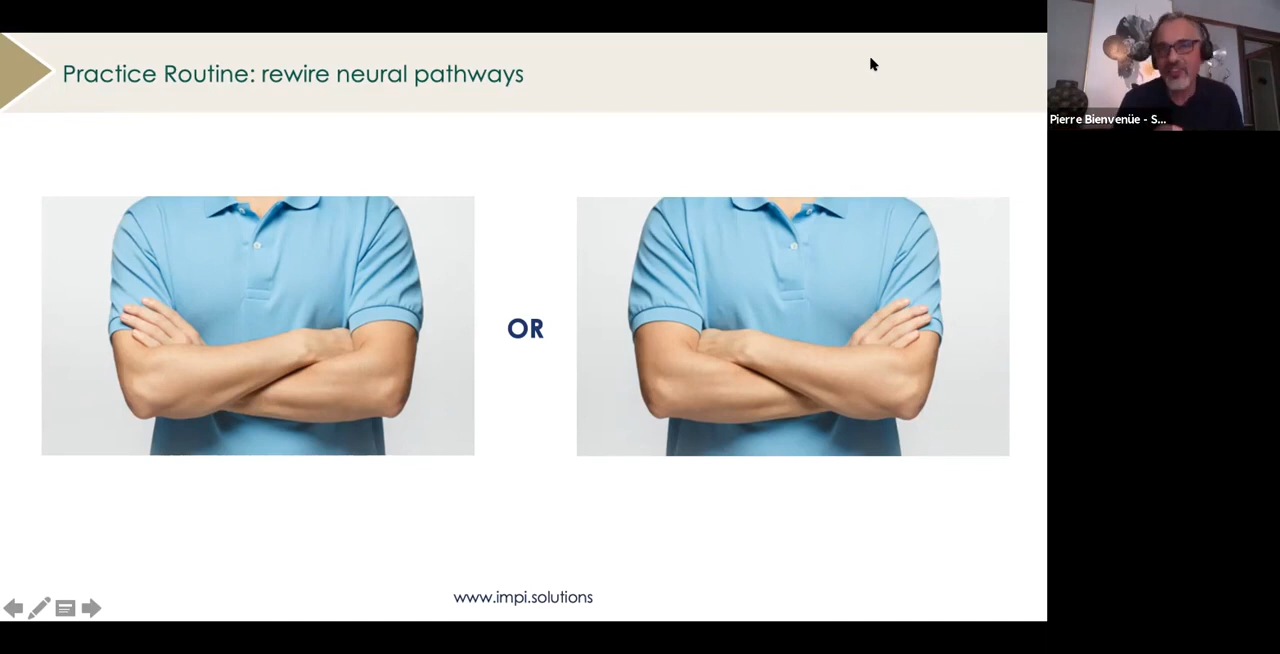 Practice Routine: rewire neural pathways
Pierre Bienvenüe - S...
OR
www.impi.solutions